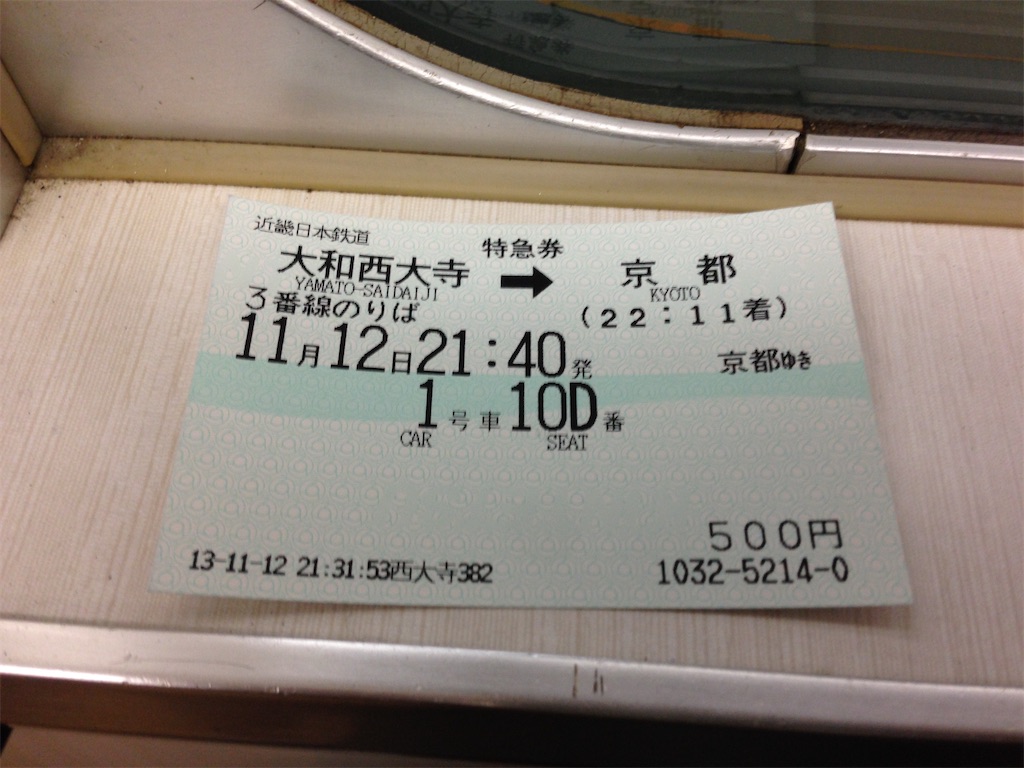 近畿日本鉄道
特急券
大和西大寺 ➡ 京都
YAMATO-SAIDAIJI KYŌTO
3番線のりば (22:11着)
11月12日21:40発 京都ゆき
1号車10D番
CAR SEAT
500円
13-11-12 21:31:53西大寺382 1032-5214-0